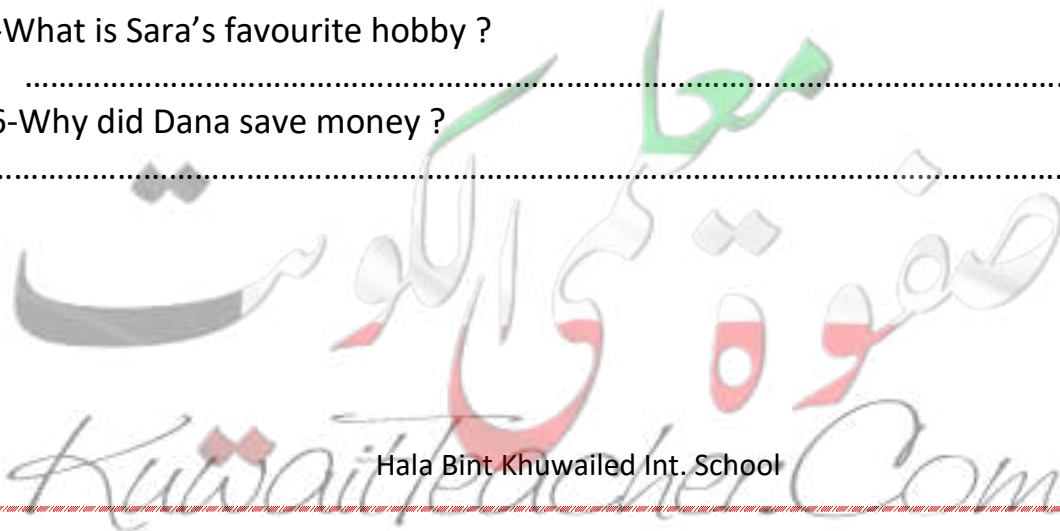 -What is Sara’s favourite hobby ?
........................................................................................................................
6-Why did Dana save money ?
........................................................................................................................
صفوة معلمى الكويت
KuwaitTeacher.Com
Hala Bint Khuwailed Int. School